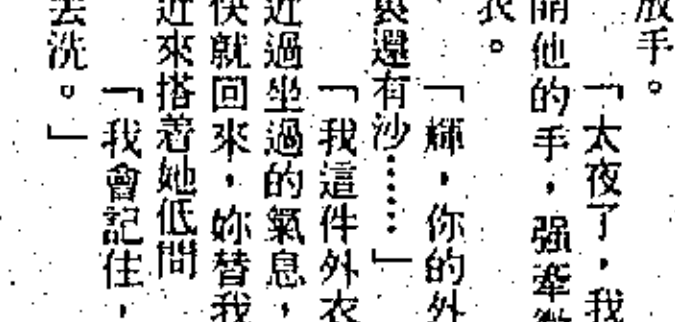 放手。
「太夜了，我
開他的手，强牽
衣。
「輝，你的外
還有沙……」
「我這件外衣
近過坐過的氣息，
快就回來，妳替我
近來搭着她低問
「我會記住，
去洗。」